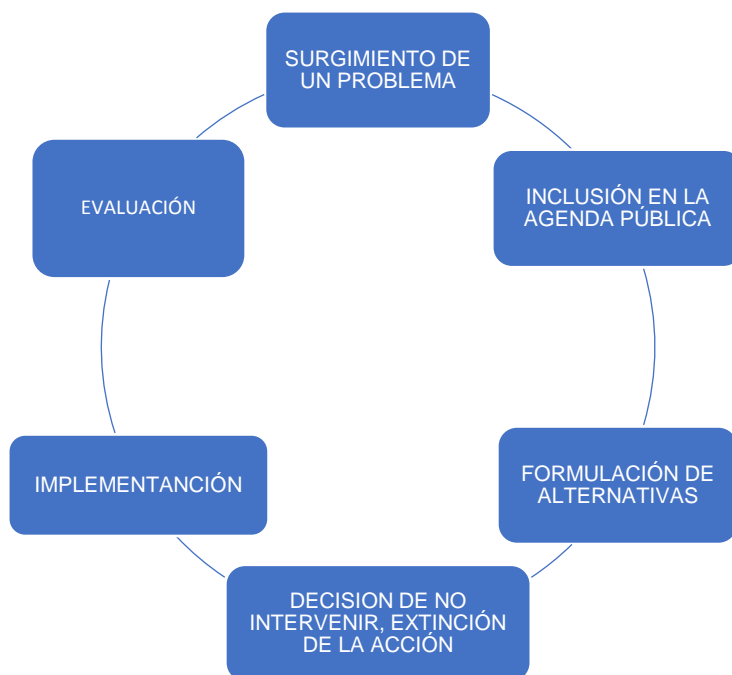 SURGIMIENTO DE
UN PROBLEMA
INCLUSIÓN EN LA
AGENDA PÚBLICA
FORMULACIÓN DE
ALTERNATIVAS
DECISION DE NO
INTERVENIR, EXTINCIÓN
DE LA ACCIÓN
IMPLEMENTANCIÓN
EVALUACIÓN